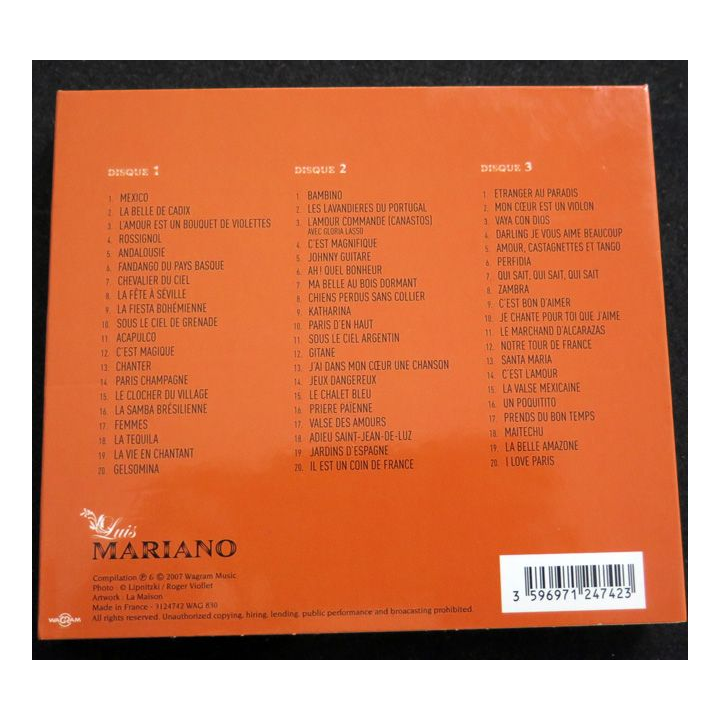 DISQUE 1
1. MEXICO
2. LA BELLE DE CADIX
3. L'AMOUR EST UN BOUQUET DE VIOLETTES
4. ROSSIGNOL
5. ANDALOUSIE
6. FANDANGO DU PAYS BASQUE
7. CHEVALIER DU CIEL
8. LA FÊTE À SÉVILLE
9. LA FIESTA BOHÉMIENNE
10. SOUS LE CIEL DE GRENADE
11. ACAPULCO
12. C'EST MAGIQUE
13. CHANTER
14. PARIS CHAMPAGNE
15. LE CLOCHER DU VILLAGE
16. LA SAMBA BRÉSILIENNE
17. FEMMES
18. LA TEQUILA
19. LA VIE EN CHANTANT
20. GELSOMINA
DISQUE 2
1. BAMBINO
2. LES LAVANDIERES DU PORTUGAL
3. L'AMOUR COMMANDE (CANASTOS)
AVEC GLORIA LASSO
4. C'EST MAGNIFIQUE
5. JOHNNY GUITARE
6. AH! QUEL BONHEUR
7. MA BELLE AU BOIS DORMANT
8. CHIENS PERDUS SANS COLLIER
9. KATHARINA
10. PARIS D'EN HAUT
11. SOUS LE CIEL ARGENTIN
12. GITANE
13. J'AI DANS MON CŒUR UNE CHANSON
14. JEUX DANGEREUX
15. LE CHALET BLEU
16. PRIERE PAÏENNE
17. VALSE DES AMOURS
18. ADIEU SAINT-JEAN-DE-LUZ
19. JARDINS D'ESPAGNE
20. IL EST UN COIN DE FRANCE
DISQUE 3
1. ETRANGER AU PARADIS
2. MON CŒUR EST UN VIOLON
3. VAYA CON DIOS
4. DARLING JE VOUS AIME BEAUCOUP
5. AMOUR, CASTAGNETTES ET TANGO
6. PERFIDIA
7. QUI SAIT, QUI SAIT, QUI SAIT
8. ZAMBRA
9. C'EST BON D'AIMER
10. JE CHANTE POUR TOI QUE J'AIME
11. LE MARCHAND D'ALCARAZAS
12. NOTRE TOUR DE FRANCE
13. SANTA MARIA
14. C'EST L'AMOUR
15. LA VALSE MEXICAINE
16. UN POQUITITO
17. PRENDS DU BON TEMPS
18. MAITECHU
19. LA BELLE AMAZONE
20. I LOVE PARIS
Luis
MARIANO
Compilation ℗ & © 2007 Wagram Music
Photo : © Lipnitzki / Roger Viollet
Artwork : La Maison
Made in France - 3124742 WAG 830
All rights reserved. Unauthorized copying, hiring, lending, public performance and broacasting prohibited.
WAGRAM
3 596971 247423